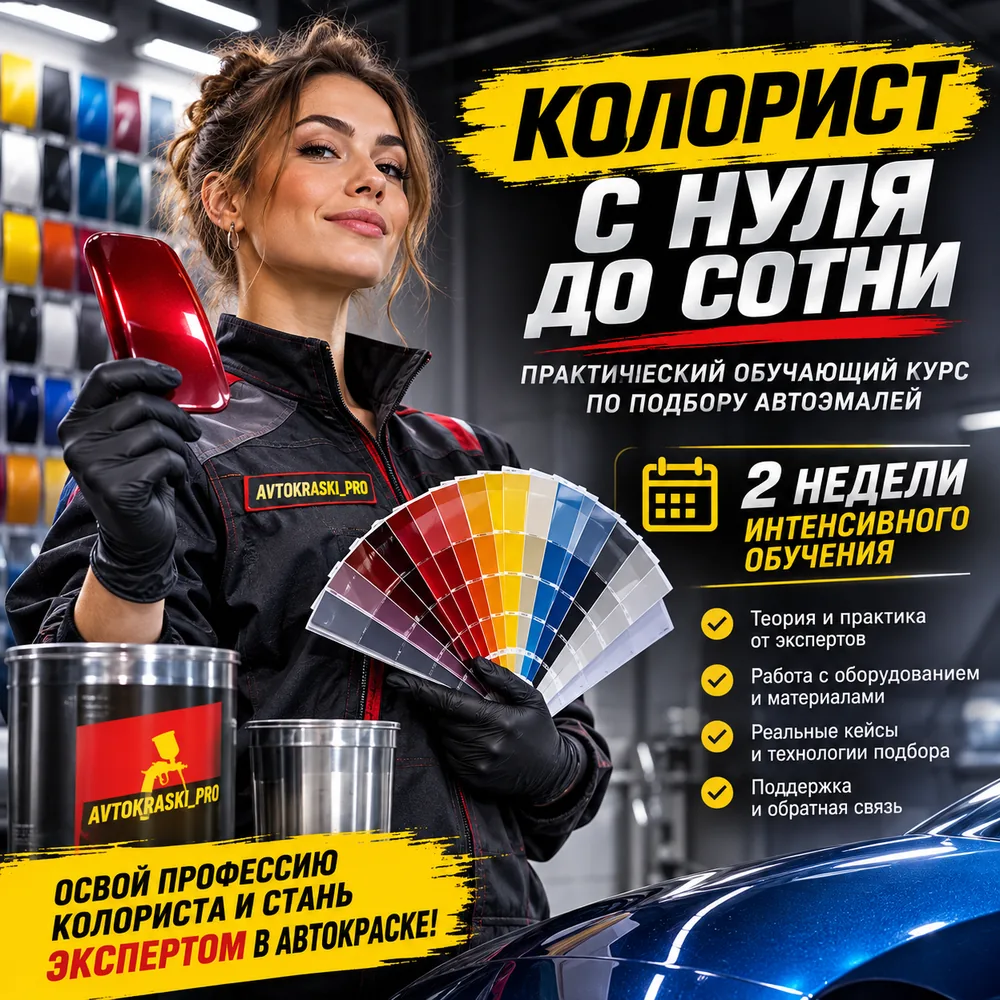 КОЛОРИСТ
С НУЛЯ
ДО СОТНИ
ПРАКТИЧЕСКИЙ ОБУЧАЮЩИЙ КУРС
ПО ПОДБОРУ АВТОЭМАЛЕЙ
2 НЕДЕЛИ
ИНТЕНСИВНОГО
ОБУЧЕНИЯ
Теория и практика
от экспертов
Работа с оборудованием
и материалами
Реальные кейсы
и технологии подбора
Поддержка
и обратная связь
AVTOKRASKI_PRO
AVTOKRASKI_PRO
ОСВОЙ ПРОФЕССИЮ
КОЛОРИСТА И СТАНЬ
ЭКСПЕРТОМ В АВТОКРАСКЕ!